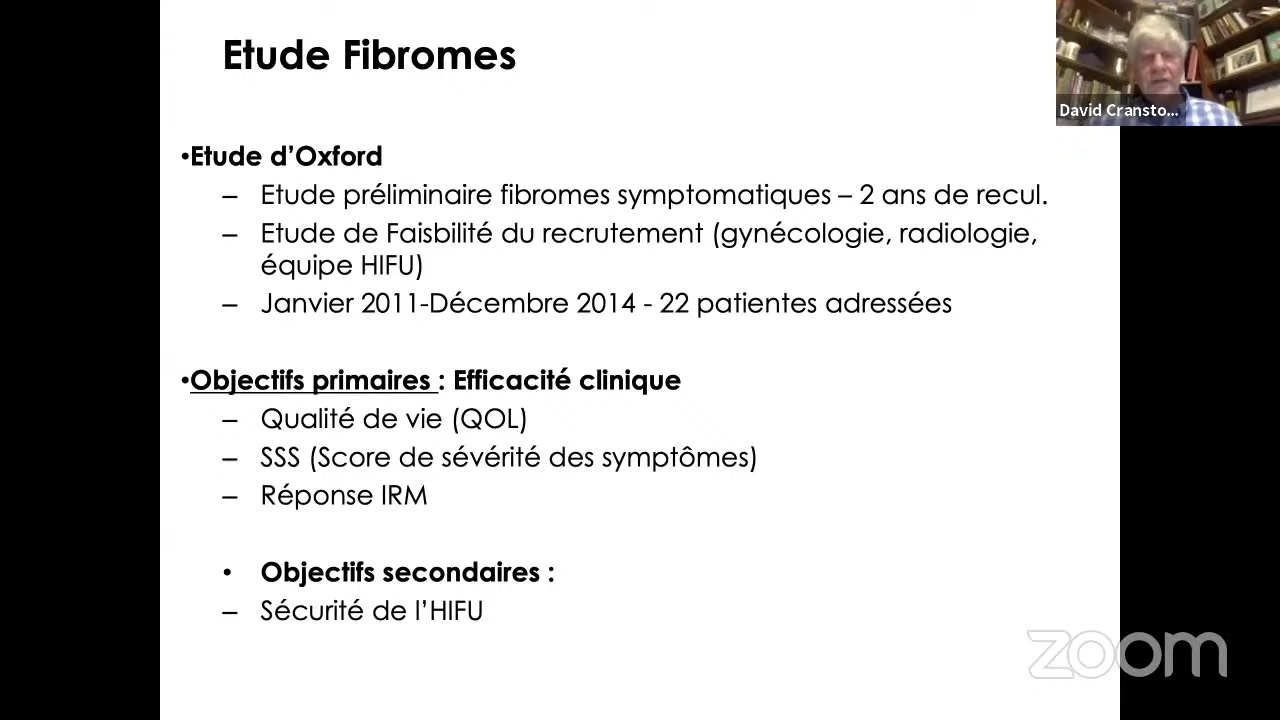 Etude Fibromes
David Cransto...
•Etude d’Oxford
– Etude préliminaire fibromes symptomatiques – 2 ans de recul.
– Etude de Faisbilité du recrutement (gynécologie, radiologie,
équipe HIFU)
– Janvier 2011-Décembre 2014 - 22 patientes adressées
•Objectifs primaires : Efficacité clinique
– Qualité de vie (QOL)
– SSS (Score de sévérité des symptômes)
– Réponse IRM
• Objectifs secondaires :
– Sécurité de l’HIFU
zoom